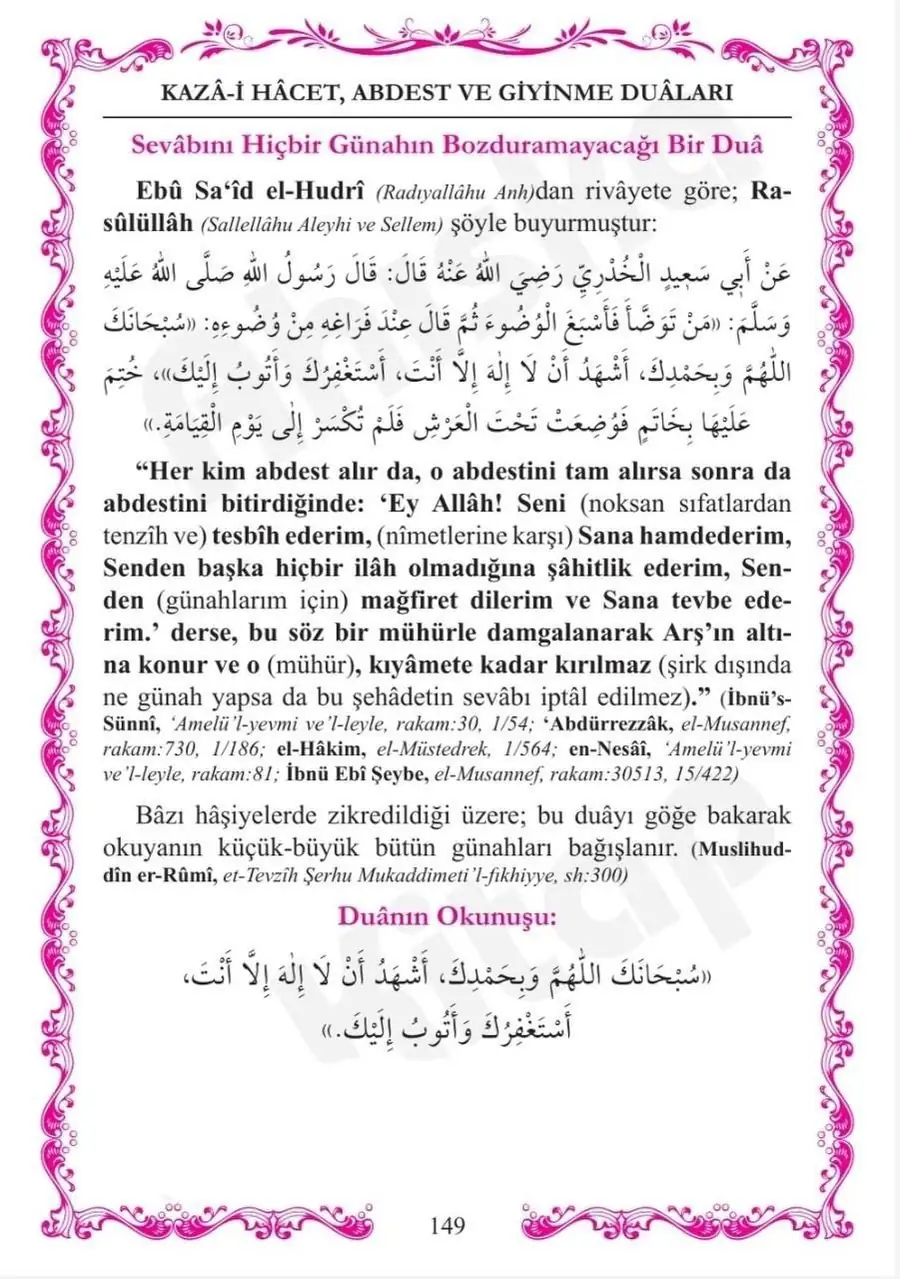 KAZÂ-İ HÂCET, ABDEST VE GİYİNME DUÂLARI
Sevâbını Hiçbir Günahın Bozduramayacağı Bir Duâ
Ebû Sa‘îd el-Hudrî (Radıyallâhu Anh)dan rivâyete göre; Ra-
sûlüllâh (Sallellâhu Aleyhi ve Sellem) şöyle buyurmuştur:
عَنْ أَبِي سَعِيدٍ الْخُدْرِيِّ رَضِيَ اللّٰهُ عَنْهُ قَالَ: قَالَ رَسُولُ اللّٰهِ صَلَّى اللّٰهُ عَلَيْهِ
وَسَلَّمَ: «مَنْ تَوَضَّأَ فَأَسْبَغَ الْوُضُوءَ ثُمَّ قَالَ عِنْدَ فَرَاغِهِ مِنْ وُضُوءِهِ: «سُبْحَانَكَ
اللّٰهُمَّ وَبِحَمْدِكَ، أَشْهَدُ أَنْ لَا إِلٰهَ إِلَّا أَنْتَ، أَسْتَغْفِرُكَ وَأَتُوبُ إِلَيْكَ»، خُتِمَ
عَلَيْهَا بِخَاتَمٍ فَوُضِعَتْ تَحْتَ الْعَرْشِ فَلَمْ تُكْسَرْ إِلٰى يَوْمِ الْقِيَامَةِ.»
“Her kim abdest alır da, o abdestini tam alırsa sonra da
abdestini bitirdiğinde: ‘Ey Allâh! Seni (noksan sıfatlardan
tenzîh ve) tesbîh ederim, (nîmetlerine karşı) Sana hamdederim,
Senden başka hiçbir ilâh olmadığına şâhitlik ederim, Sen-
den (günahlarım için) mağfiret dilerim ve Sana tevbe ede-
rim.’ derse, bu söz bir mühürle damgalanarak Arş’ın altı-
na konur ve o (mühür), kıyâmete kadar kırılmaz (şirk dışında
ne günah yapsa da bu şehâdetin sevâbı iptâl edilmez).” (İbnü’s-
Sünnî, ‘Amelü’l-yevmi ve’l-leyle, rakam:30, 1/54; ‘Abdürrezzâk, el-Musannef,
rakam:730, 1/186; el-Hâkim, el-Müstedrek, 1/564; en-Nesâî, ‘Amelü’l-yevmi
ve’l-leyle, rakam:81; İbnü Ebî Şeybe, el-Musannef, rakam:30513, 15/422)
Bâzı hâşiyelerde zikredildiği üzere; bu duâyı göğe bakarak
okuyanın küçük-büyük bütün günahları bağışlanır. (Muslihud-
dîn er-Rûmî, et-Tevzîh Şerhu Mukaddimeti’l-fıkhiyye, sh:300)
Duânın Okunuşu:
«سُبْحَانَكَ اللّٰهُمَّ وَبِحَمْدِكَ، أَشْهَدُ أَنْ لَا إِلٰهَ إِلَّا أَنْتَ،
أَسْتَغْفِرُكَ وَأَتُوبُ إِلَيْكَ.»
149